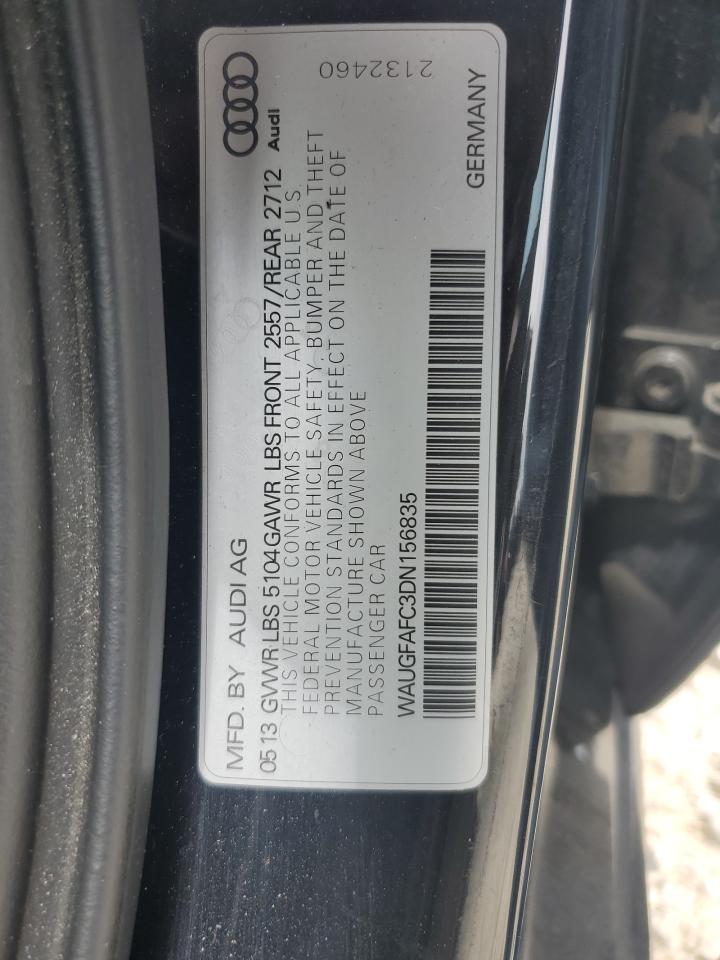 MFD. BY AUDI AG
05 13 GVWR LBS 5104 GAWR LBS FRONT 2557/REAR 2712
Audi
THIS VEHICLE CONFORMS TO ALL APPLICABLE U.S.
FEDERAL MOTOR VEHICLE SAFETY, BUMPER AND THEFT
PREVENTION STANDARDS IN EFFECT ON THE DATE OF
MANUFACTURE SHOWN ABOVE
PASSENGER CAR
2132460
WAUGFAFC3DN156835
GERMANY